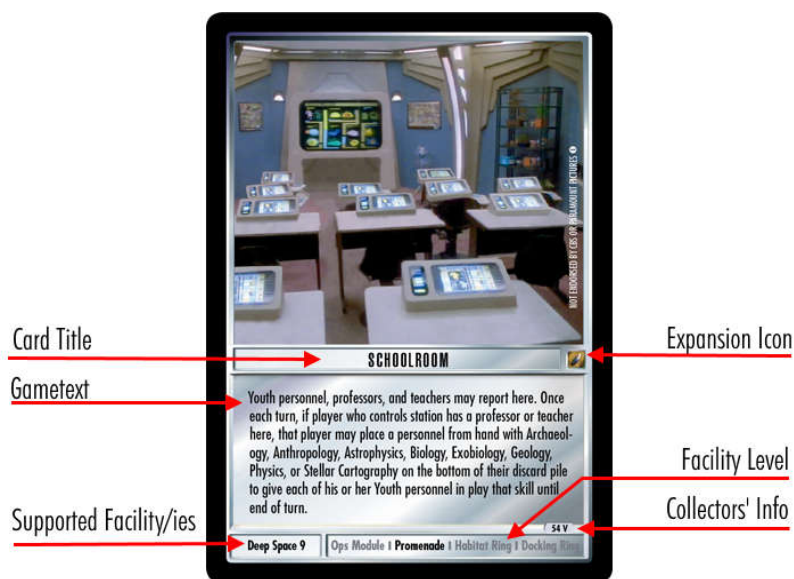 NOT ENDORSED BY CBS OR PARAMOUNT PICTURES
Card Title
SCHOOLROOM
Expansion Icon
Gametext
Youth personnel, professors, and teachers may report here. Once
each turn, if player who controls station has a professor or teacher
here, that player may place a personnel from hand with Archaeol-
ogy, Anthropology, Astrophysics, Biology, Exobiology, Geology,
Physics, or Stellar Cartography on the bottom of their discard pile
to give each of his or her Youth personnel in play that skill until
end of turn.
Facility Level
Collectors' Info
54 V
Supported Facility/ies
Deep Space 9
Ops Module I Promenade I Habitat Ring I Docking Ring